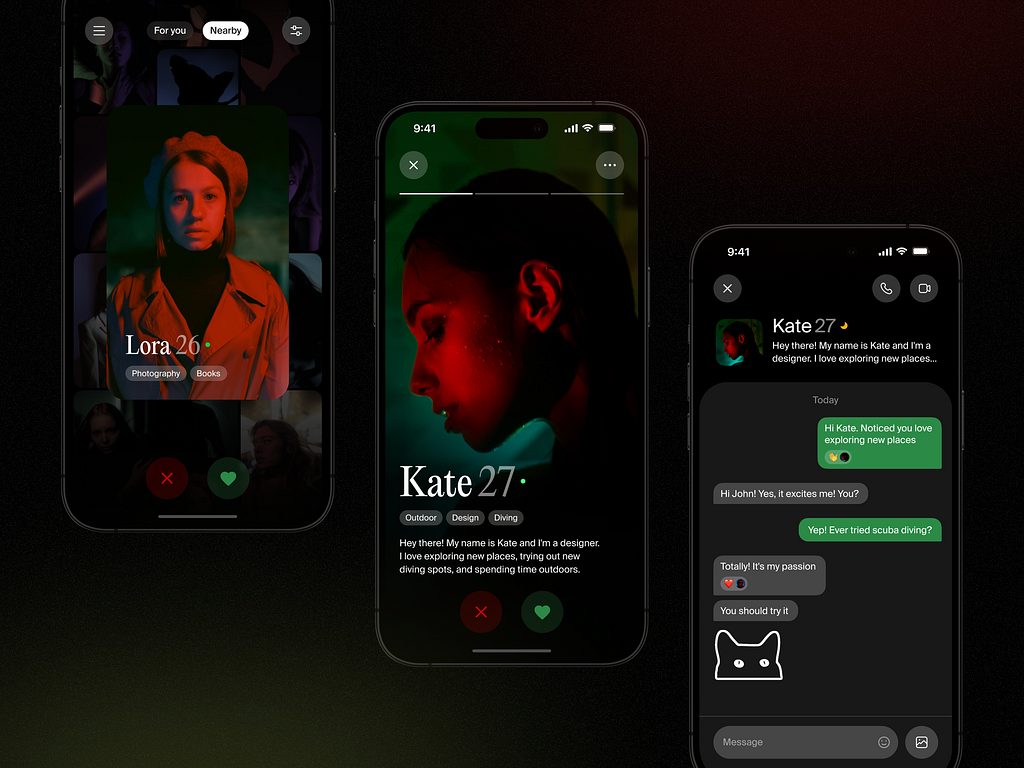 For you
Nearby
Lora 26
Photography
Books
9:41
Kate 27
Outdoor
Design
Diving
Hey there! My name is Kate and I'm a designer.
I love exploring new places, trying out new
diving spots, and spending time outdoors.
9:41
Kate 27
Hey there! My name is Kate and I'm a
designer. I love exploring new places...
Today
Hi Kate. Noticed you love
exploring new places
Hi John! Yes, it excites me! You?
Yep! Ever tried scuba diving?
Totally! It's my passion
You should try it
Message